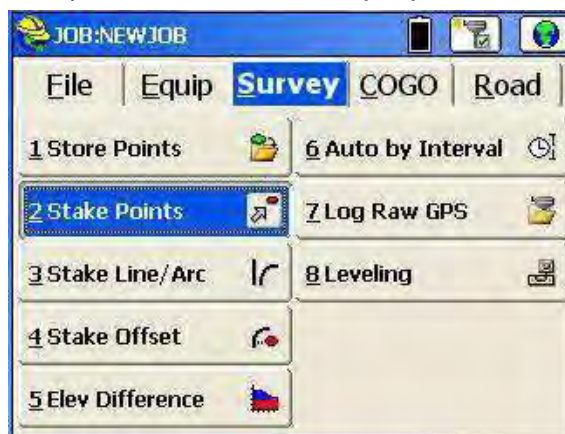 JOB:NEWJOB
File Equip Survey COGO Road
1 Store Points
2 Stake Points
3 Stake Line/Arc
4 Stake Offset
5 Elev Difference
6 Auto by Interval
7 Log Raw GPS
8 Leveling